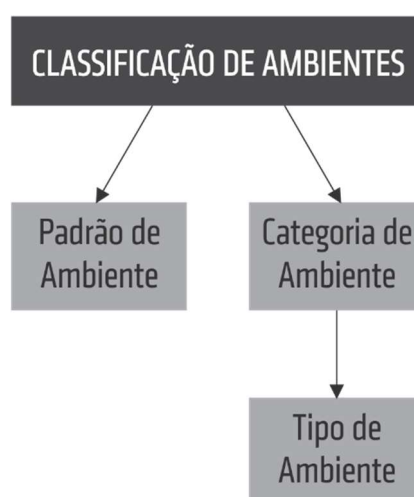 CLASSIFICAÇÃO DE AMBIENTES
Padrão de
Ambiente
Categoria de
Ambiente
Tipo de
Ambiente